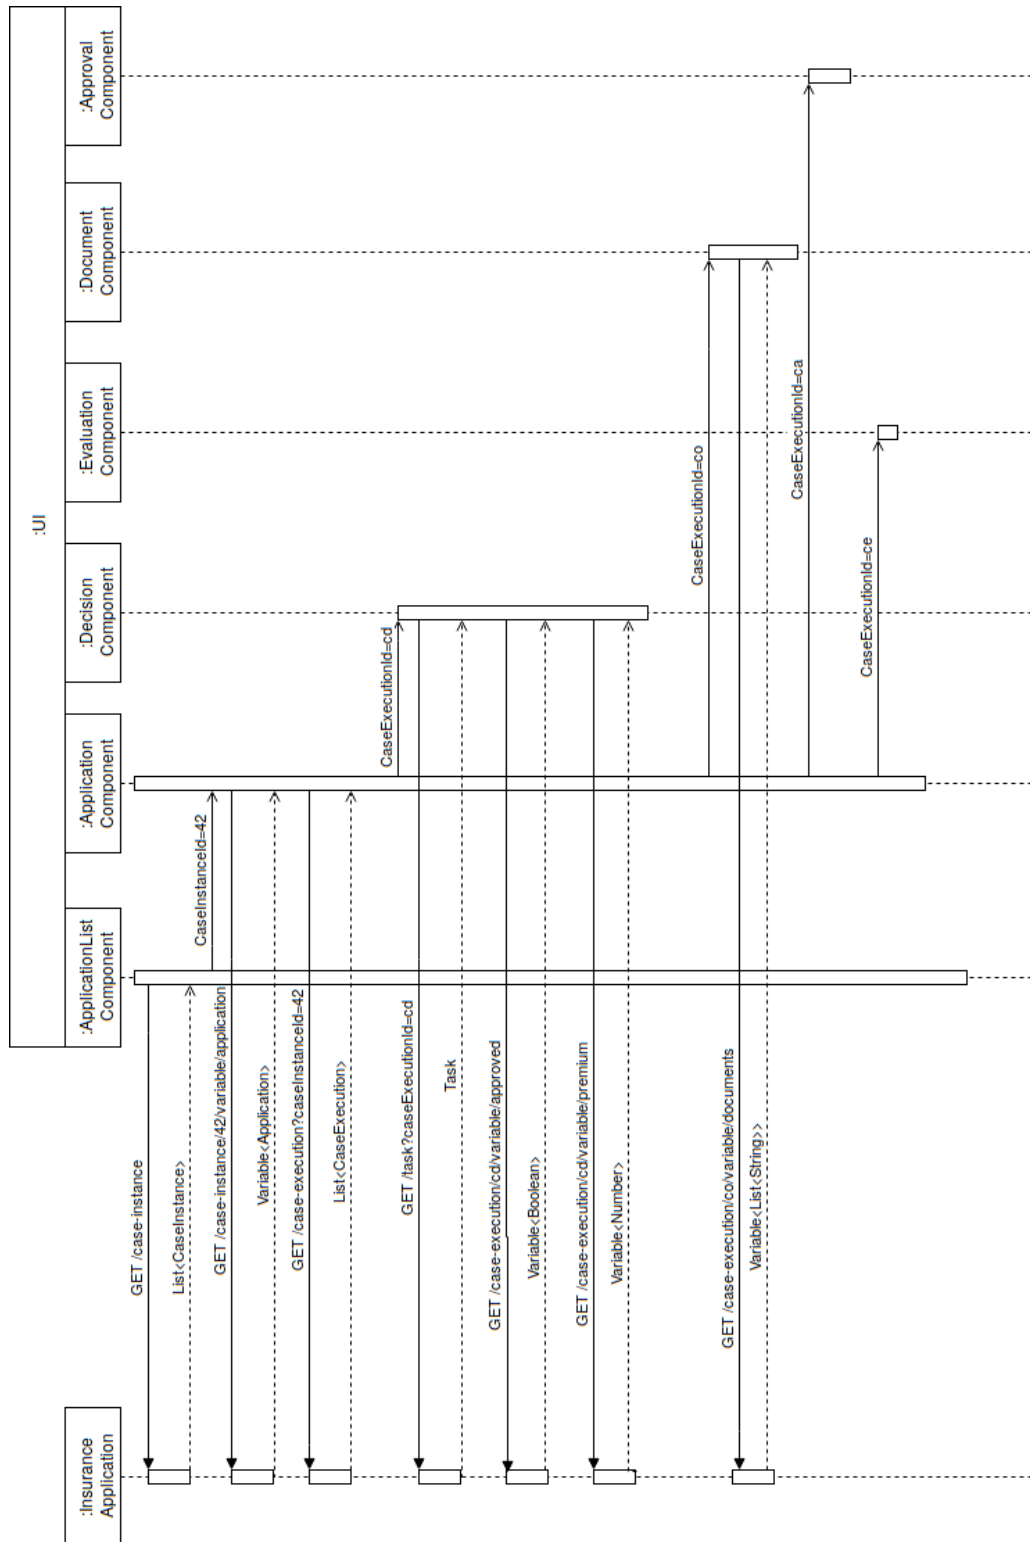 :UI
:Insurance
Application
:ApplicationList
Component
:Application
Component
:Decision
Component
:Evaluation
Component
:Document
Component
:Approval
Component
GET /case-instance
List<CaseInstance>
CaseInstanceId=42
GET /case-instance/42/variable/application
Variable<Application>
GET /case-execution?caseInstanceId=42
List<CaseExecution>
CaseExecutionId=cd
GET /task?caseExecutionId=cd
Task
GET /case-execution/cd/variable/approved
Variable<Boolean>
GET /case-execution/cd/variable/premium
Variable<Number>
CaseExecutionId=co
GET /case-execution/co/variable/documents
Variable<List<String>>
CaseExecutionId=ca
CaseExecutionId=ce